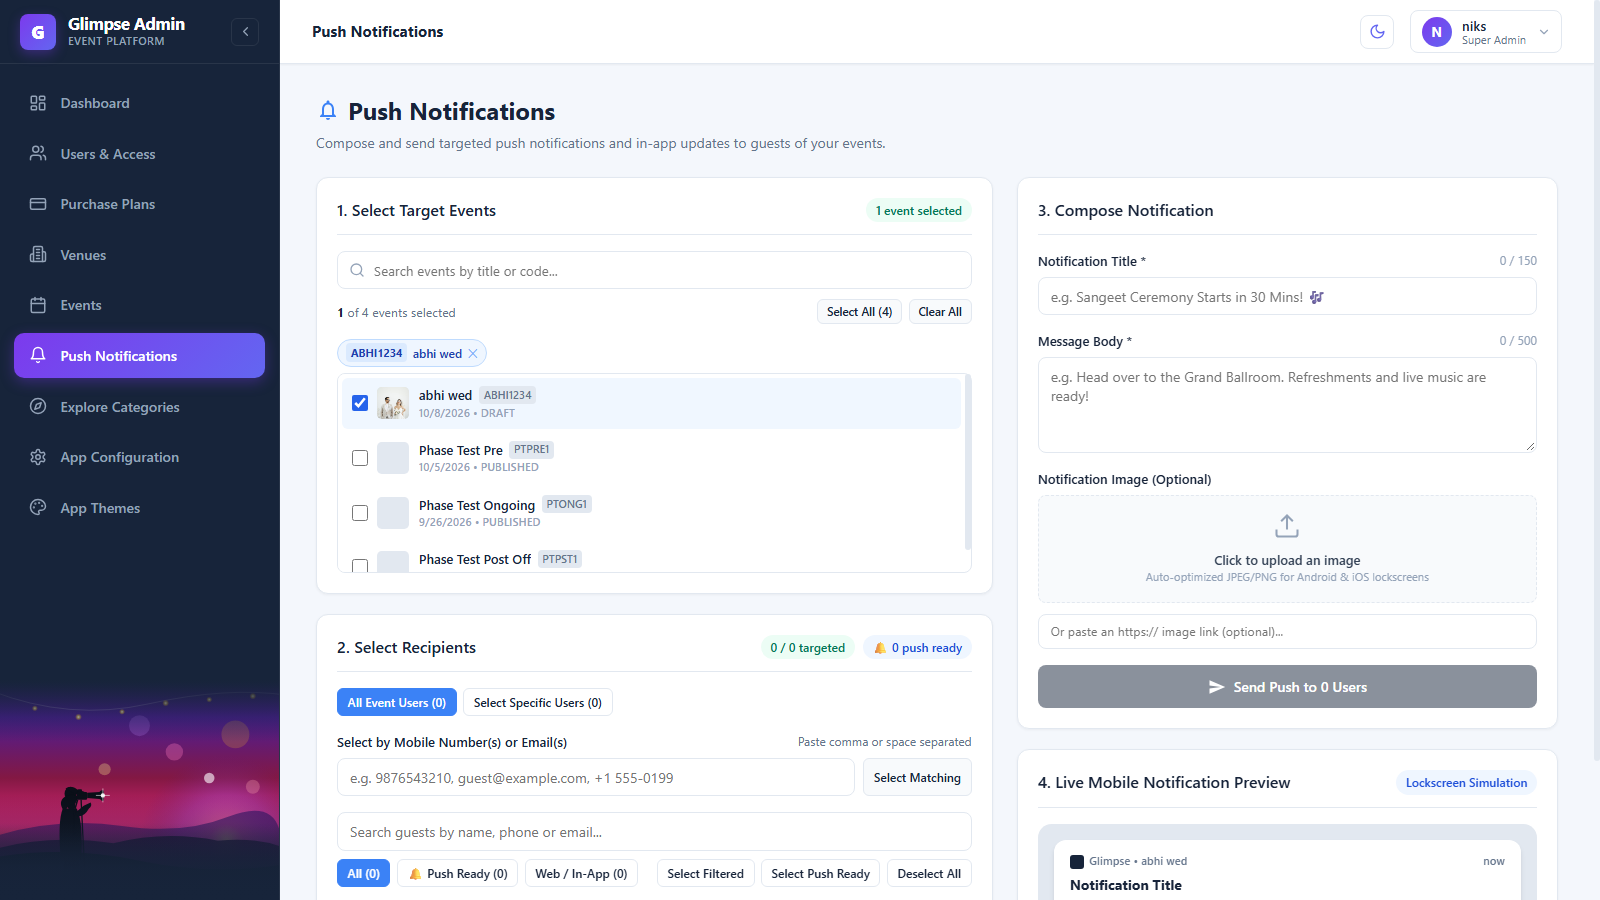 G
Glimpse Admin
EVENT PLATFORM
Dashboard
Users & Access
Purchase Plans
Venues
Events
Push Notifications
Explore Categories
App Configuration
App Themes
Push Notifications
N
niks
Super Admin
Push Notifications
Compose and send targeted push notifications and in-app updates to guests of your events.
1. Select Target Events
1 event selected
Search events by title or code...
1 of 4 events selected
Select All (4)
Clear All
ABHI1234 abhi wed
abhi wed ABHI1234
10/8/2026 • DRAFT
Phase Test Pre PTPRE1
10/5/2026 • PUBLISHED
Phase Test Ongoing PTONG1
9/26/2026 • PUBLISHED
Phase Test Post Off PTPST1
2. Select Recipients
0 / 0 targeted
🔔 0 push ready
All Event Users (0)
Select Specific Users (0)
Select by Mobile Number(s) or Email(s)
Paste comma or space separated
e.g. 9876543210, guest@example.com, +1 555-0199
Select Matching
Search guests by name, phone or email...
All (0)
🔔 Push Ready (0)
Web / In-App (0)
Select Filtered
Select Push Ready
Deselect All
3. Compose Notification
Notification Title *
0 / 150
e.g. Sangeet Ceremony Starts in 30 Mins! 🎶
Message Body *
0 / 500
e.g. Head over to the Grand Ballroom. Refreshments and live music are
ready!
Notification Image (Optional)
Click to upload an image
Auto-optimized JPEG/PNG for Android & iOS lockscreens
Or paste an https:// image link (optional)...
Send Push to 0 Users
4. Live Mobile Notification Preview
Lockscreen Simulation
Glimpse • abhi wed
now
Notification Title